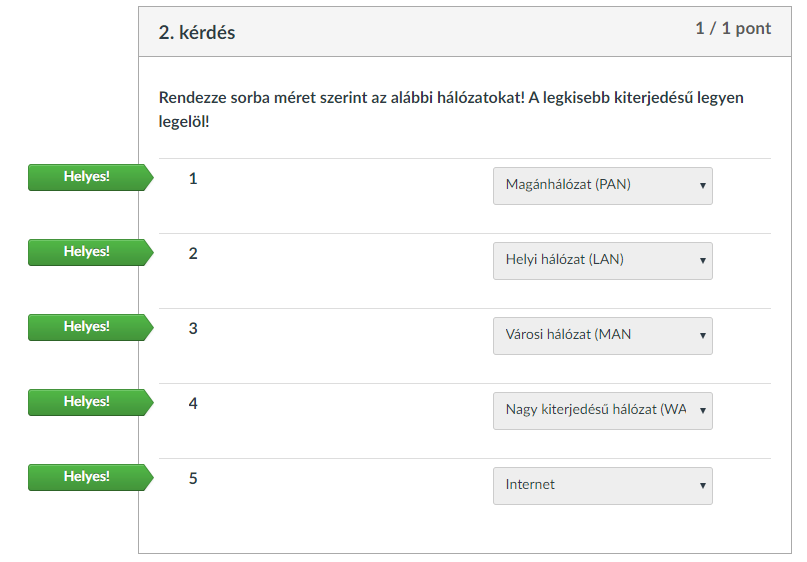 2. kérdés
1 / 1 pont
Rendezze sorba méret szerint az alábbi hálózatokat! A legkisebb kiterjedésű legyen
legelöl!
Helyes!
1
Magánhálózat (PAN)
Helyes!
2
Helyi hálózat (LAN)
Helyes!
3
Városi hálózat (MAN
Helyes!
4
Nagy kiterjedésű hálózat (WA
Helyes!
5
Internet